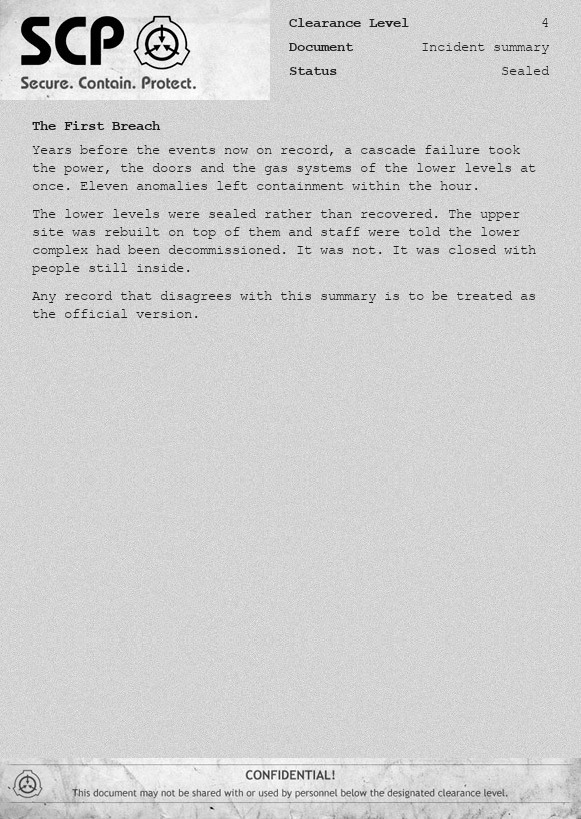 SCP
Secure. Contain. Protect.
Clearance Level 4
Document Incident summary
Status Sealed
The First Breach
Years before the events now on record, a cascade failure took
the power, the doors and the gas systems of the lower levels at
once. Eleven anomalies left containment within the hour.
The lower levels were sealed rather than recovered. The upper
site was rebuilt on top of them and staff were told the lower
complex had been decommissioned. It was not. It was closed with
people still inside.
Any record that disagrees with this summary is to be treated as
the official version.
CONFIDENTIAL!
This document may not be shared with or used by personnel below the designated clearance level.